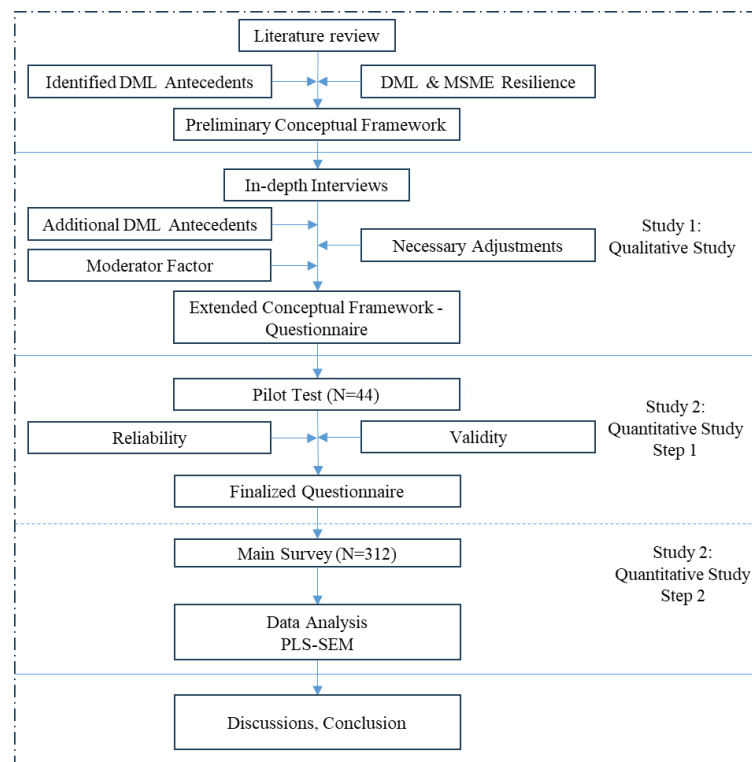 Literature review
Identified DML Antecedents
DML & MSME Resilience
Preliminary Conceptual Framework
In-depth Interviews
Additional DML Antecedents
Necessary Adjustments
Moderator Factor
Extended Conceptual Framework -
Questionnaire
Study 1:
Qualitative Study
Pilot Test (N=44)
Reliability
Validity
Finalized Questionnaire
Study 2:
Quantitative Study
Step 1
Main Survey (N=312)
Data Analysis
PLS-SEM
Study 2:
Quantitative Study
Step 2
Discussions, Conclusion